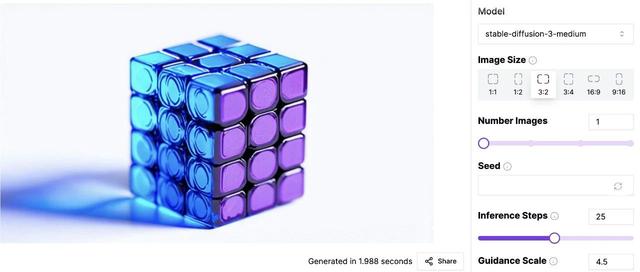 Model
stable-diffusion-3-medium
Image Size
1:1 1:2 3:2 3:4 16:9 9:16
Number Images 1
Seed
Inference Steps 25
Generated in 1.988 seconds Share
Guidance Scale 4.5